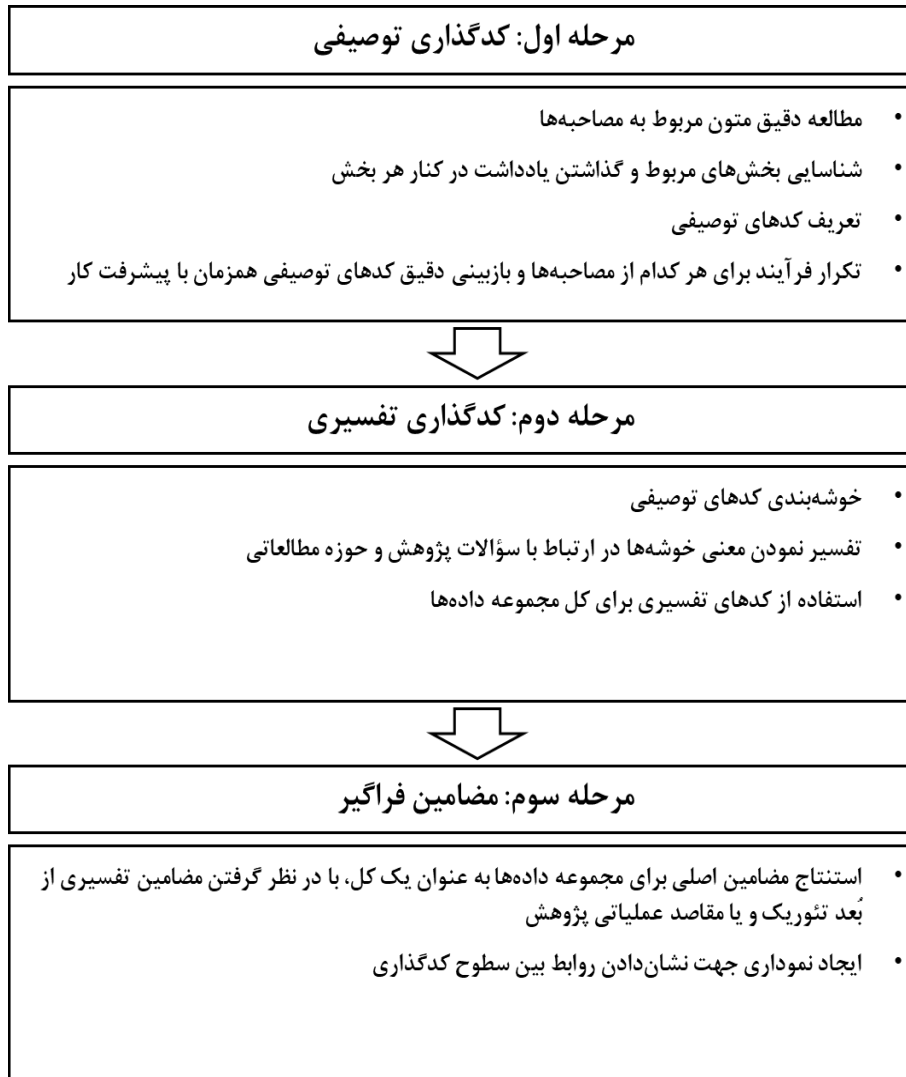 مرحله اول: کدگذاری توصیفی
• مطالعه دقیق متون مربوط به مصاحبه‌ها
• شناسایی بخش‌های مربوط و گذاشتن یادداشت در کنار هر بخش
• تعریف کدهای توصیفی
• تکرار فرآیند برای هر کدام از مصاحبه‌ها و بازبینی دقیق کدهای توصیفی همزمان با پیشرفت کار
مرحله دوم: کدگذاری تفسیری
• خوشه‌بندی کدهای توصیفی
• تفسیر نمودن معنی خوشه‌ها در ارتباط با سؤالات پژوهش و حوزه مطالعاتی
• استفاده از کدهای تفسیری برای کل مجموعه داده‌ها
مرحله سوم: مضامین فراگیر
• استنتاج مضامین اصلی برای مجموعه داده‌ها به عنوان یک کل، با در نظر گرفتن مضامین تفسیری از
بُعد تئوریک و یا مقاصد عملیاتی پژوهش
• ایجاد نموداری جهت نشان‌دادن روابط بین سطوح کدگذاری